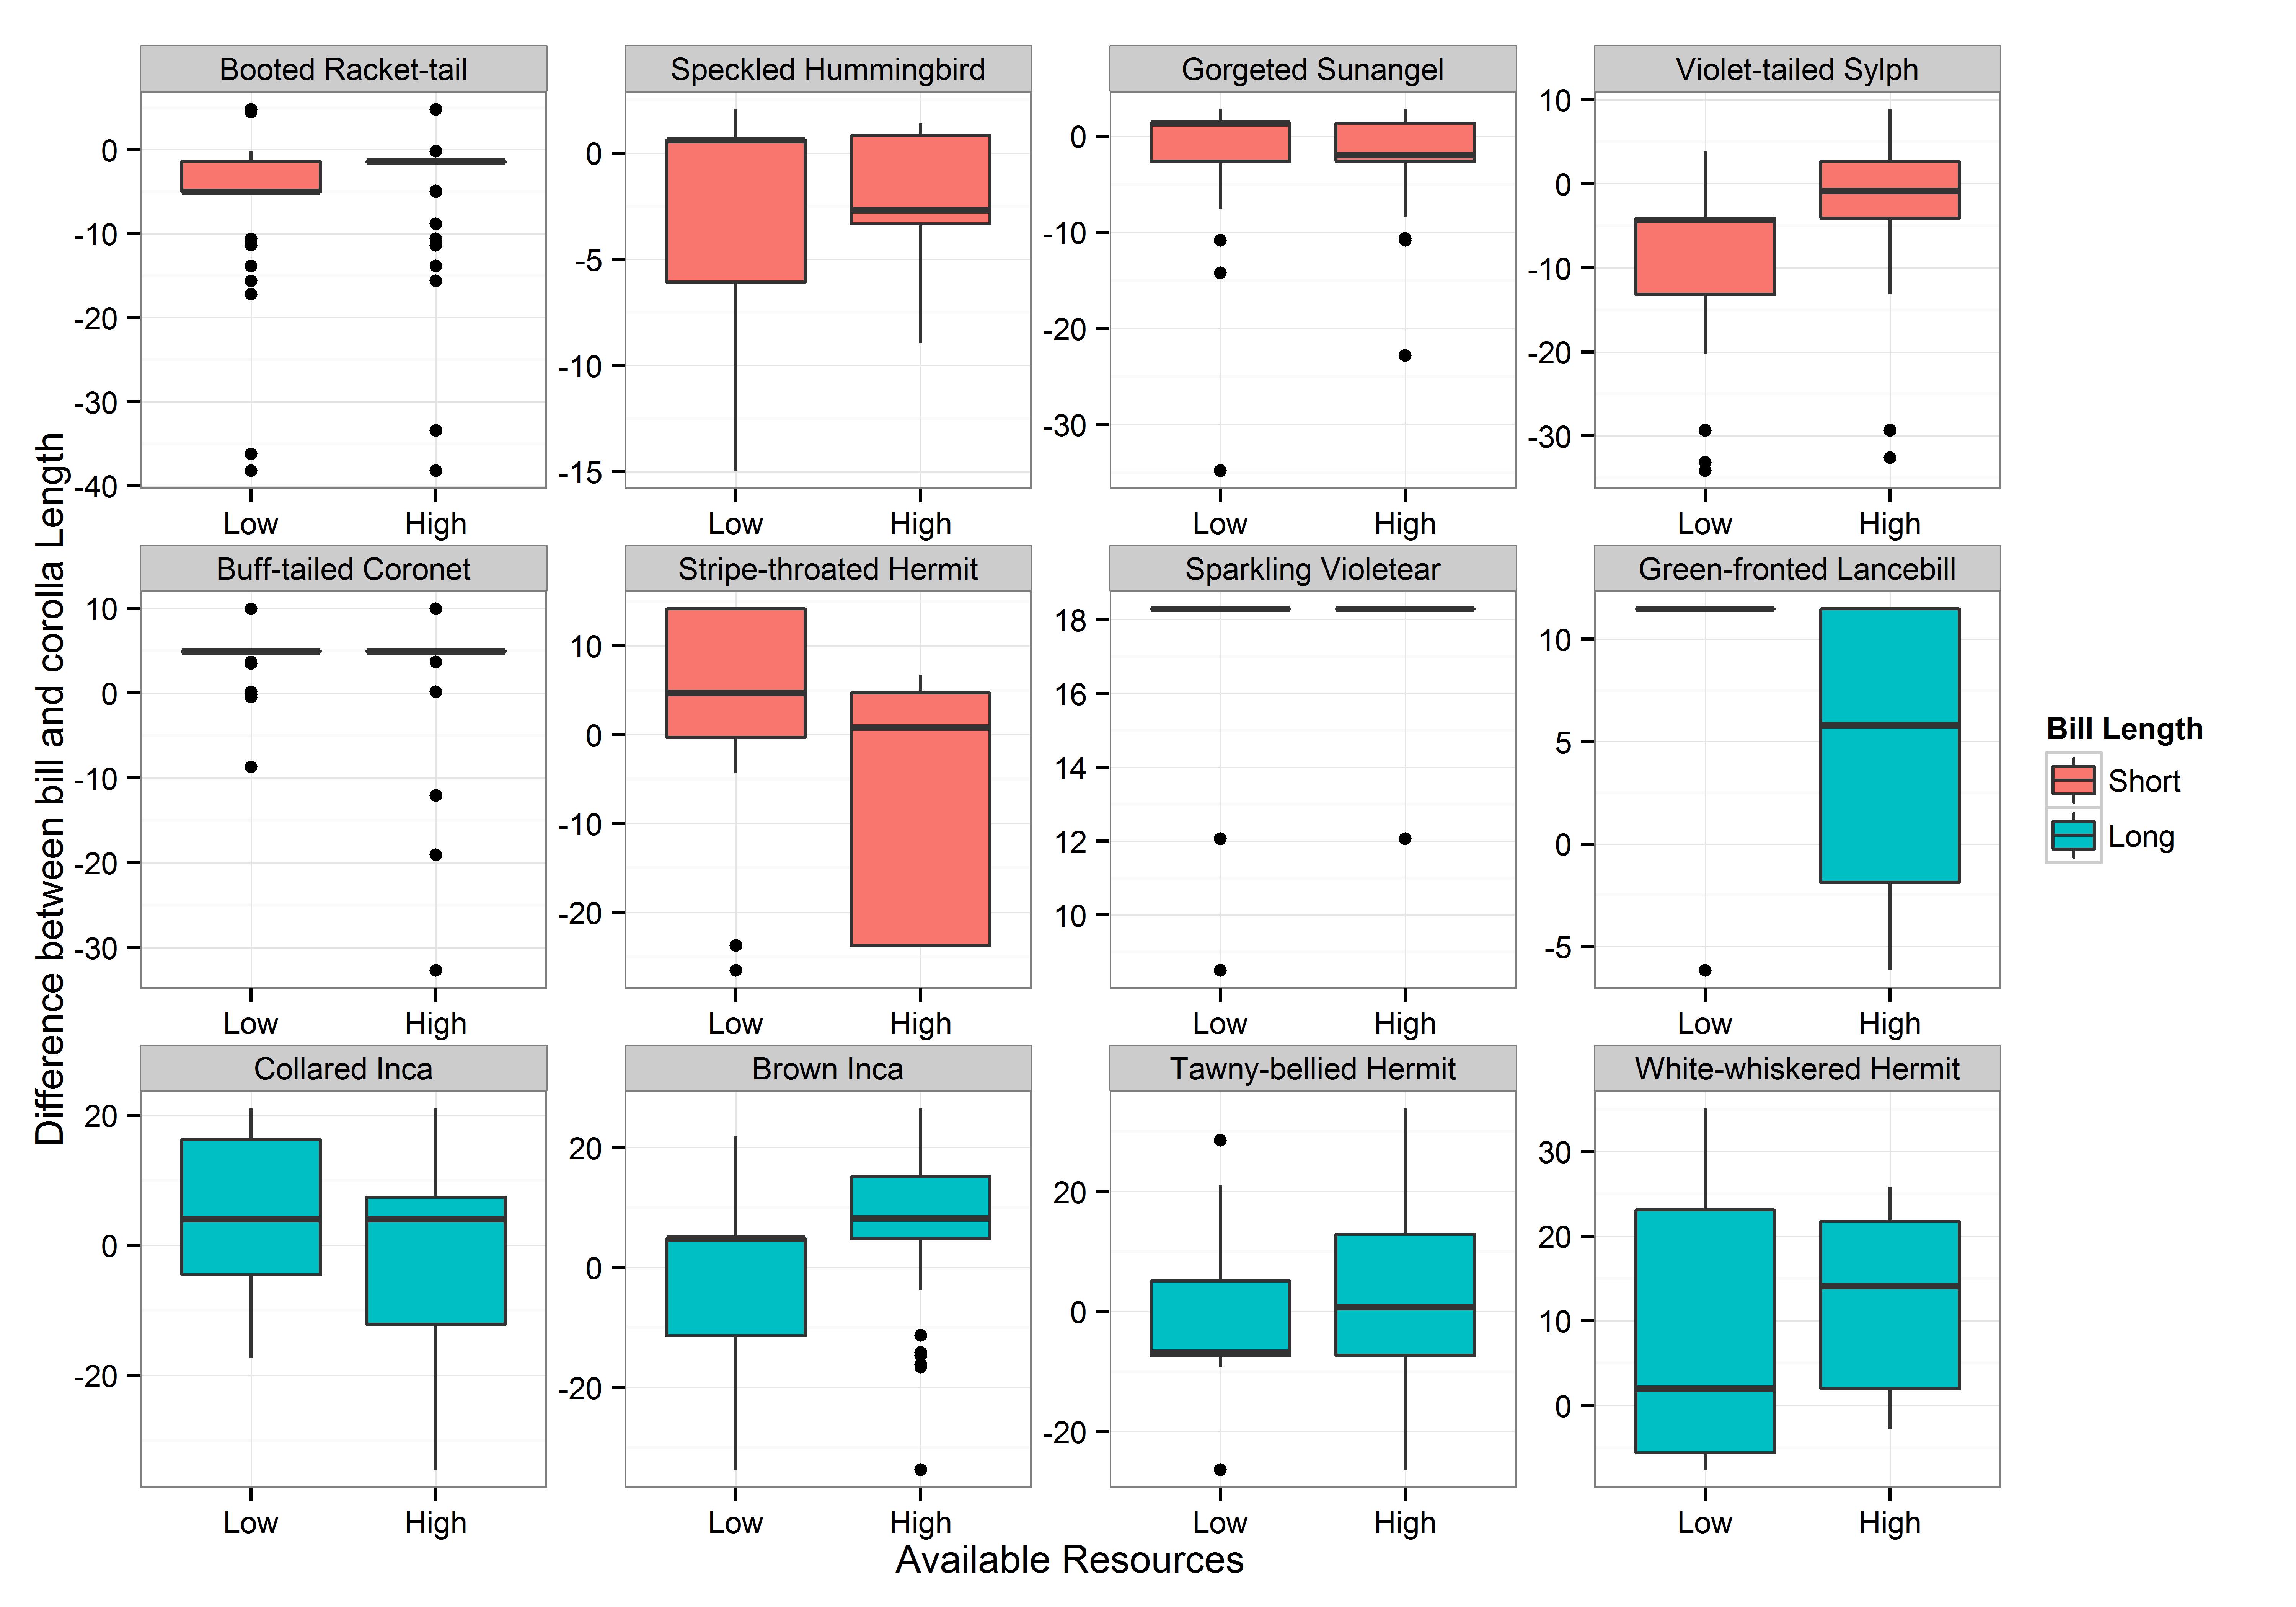 Booted Racket-tail
Speckled Hummingbird
Gorgeted Sunangel
Violet-tailed Sylph
0
-10
-20
-30
-40
0
-5
-10
-15
0
-10
-20
-30
10
0
-10
-20
-30
Low High
Low High
Low High
Low High
Buff-tailed Coronet
Stripe-throated Hermit
Sparkling Violetear
Green-fronted Lancebill
10
0
-10
-20
-30
10
0
-10
-20
18
16
14
12
10
10
5
0
-5
Low High
Low High
Low High
Low High
Collared Inca
Brown Inca
Tawny-bellied Hermit
White-whiskered Hermit
20
0
-20
20
0
-20
20
0
-20
30
20
10
0
Low High
Low High
Low High
Low High
Difference between bill and corolla Length
Available Resources
Bill Length
Short
Long